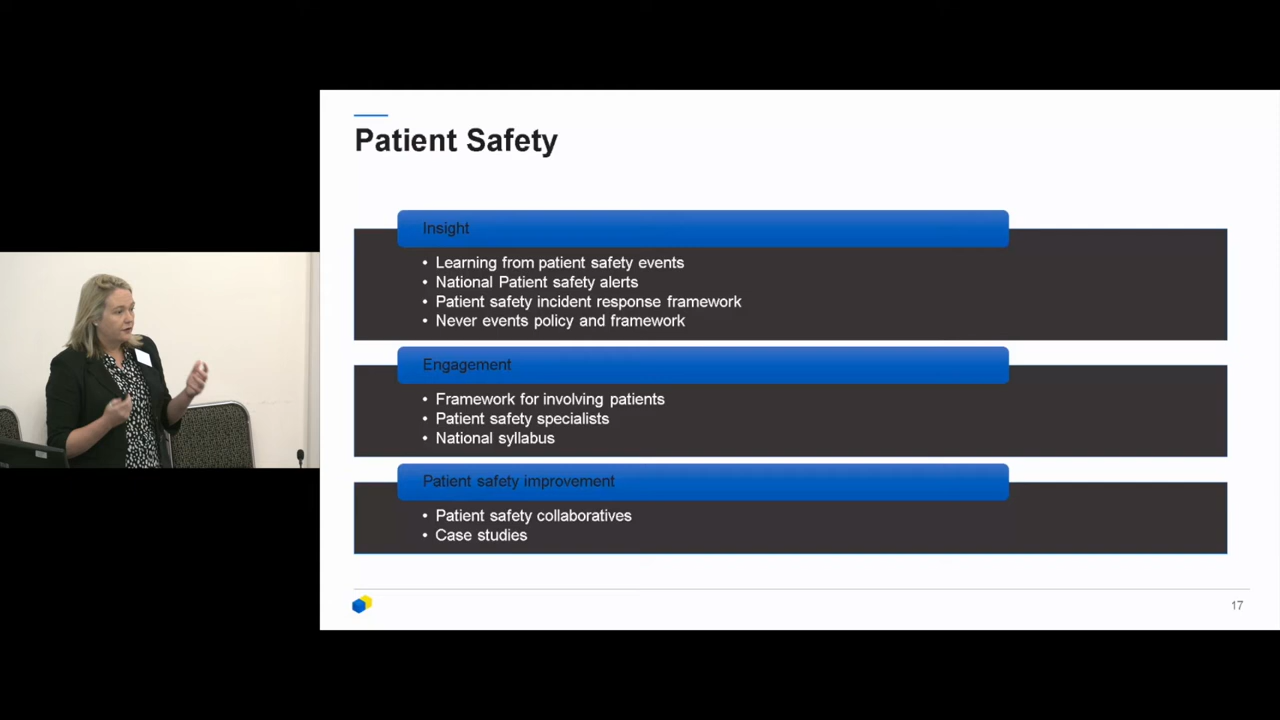 Patient Safety
Insight
• Learning from patient safety events
• National Patient safety alerts
• Patient safety incident response framework
• Never events policy and framework
Engagement
• Framework for involving patients
• Patient safety specialists
• National syllabus
Patient safety improvement
• Patient safety collaboratives
• Case studies
17